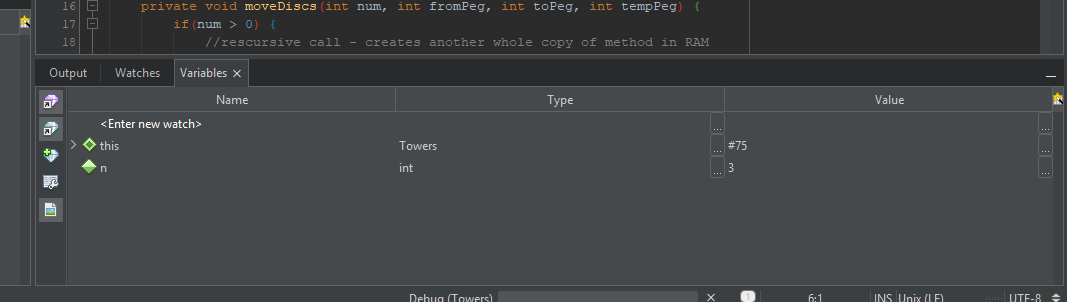 16 private void moveDiscs(int num, int fromPeg, int toPeg, int tempPeg) {
17 if(num > 0) {
18 //rescursive call - creates another whole copy of method in RAM
Output Watches Variables ×
Name Type Value
<Enter new watch> ... ...
this Towers ... #75 ...
n int ... 3 ...
Debug (Towers) × 1 6:1 INS Unix (LF) UTF-8